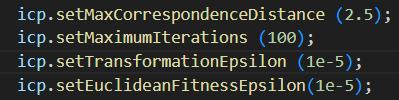 icp.setMaxCorrespondenceDistance (2.5);
icp.setMaximumIterations (100);
icp.setTransformationEpsilon (1e-5);
icp.setEuclideanFitnessEpsilon(1e-5);